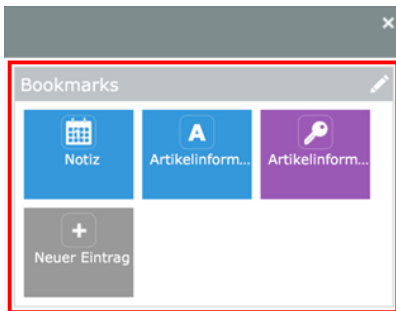 Bookmarks
Notiz
A
Artikelinform...
Artikelinform...
Neuer Eintrag